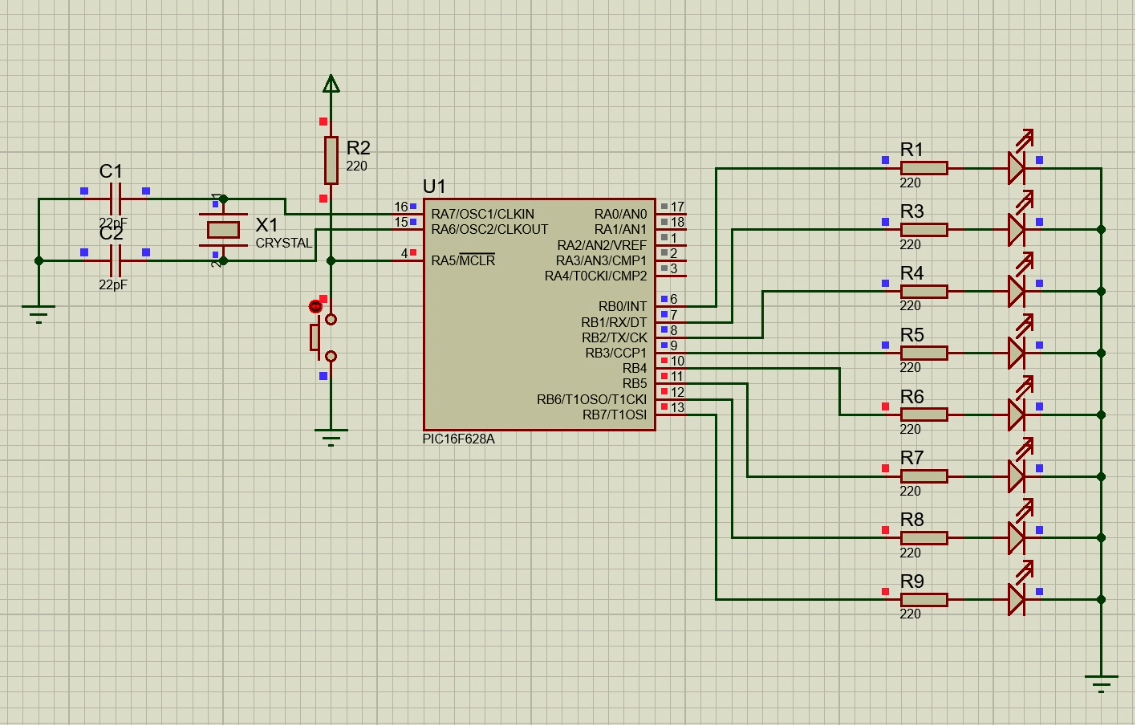 C1
22pF
C2
22pF
X1
CRYSTAL
1
2
R2
220
U1
16
RA7/OSC1/CLKIN
15
RA6/OSC2/CLKOUT
4
RA5/MCLR
RA0/AN0
17
RA1/AN1
18
RA2/AN2/VREF
1
RA3/AN3/CMP1
2
RA4/T0CKI/CMP2
3
RB0/INT
6
RB1/RX/DT
7
RB2/TX/CK
8
RB3/CCP1
9
RB4
10
RB5
11
RB6/T1OSO/T1CKI
12
RB7/T1OSI
13
PIC16F628A
R1
220
R3
220
R4
220
R5
220
R6
220
R7
220
R8
220
R9
220